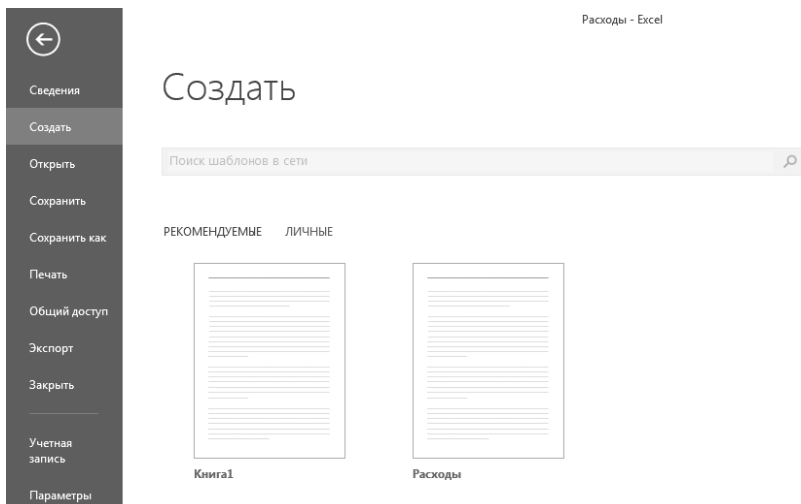 Расходы - Excel
Создать
Сведения
Создать
Открыть
Сохранить
Сохранить как
Печать
Общий доступ
Экспорт
Закрыть
Учетная
запись
Параметры
Поиск шаблонов в сети
РЕКОМЕНДУЕМЫЕ ЛИЧНЫЕ
Книга1 Расходы